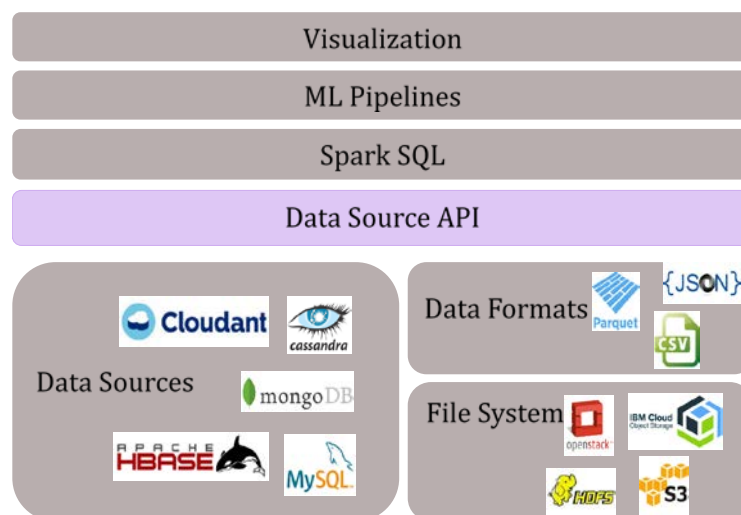 Visualization
ML Pipelines
Spark SQL
Data Source API
Data Sources
Cloudant
cassandra
mongoDB
APACHE
HBASE
MySQL
Data Formats
Parquet
{JSON}
CSV
File System
openstack
IBM Cloud
Object Storage
HDFS
S3